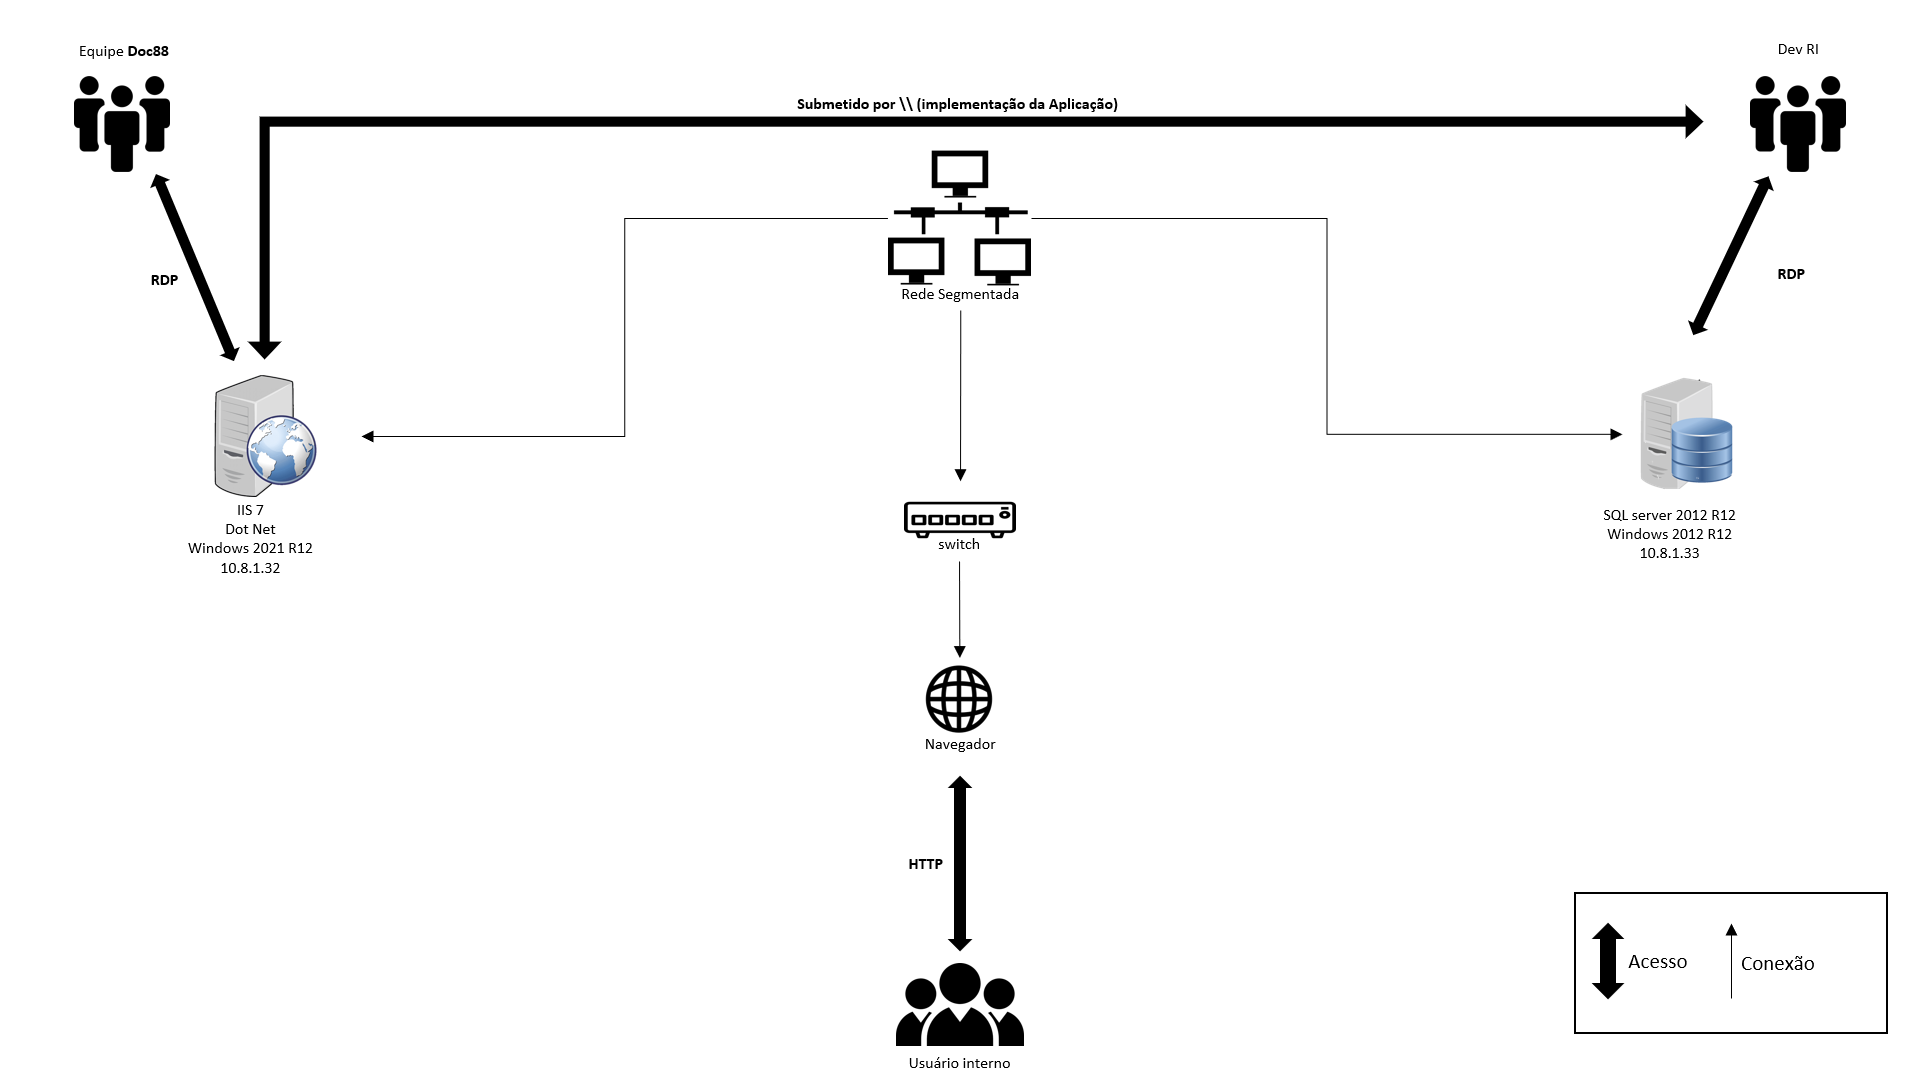 Equipe Doc88
Dev RI
Submetido por \\ (implementação da Aplicação)
RDP
RDP
Rede Segmentada
IIS 7
Dot Net
Windows 2021 R12
10.8.1.32
switch
SQL server 2012 R12
Windows 2012 R12
10.8.1.33
Navegador
HTTP
Usuário interno
Acesso
Conexão